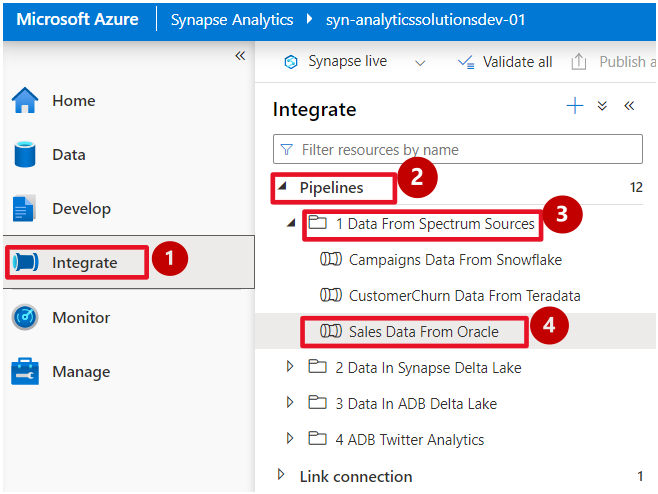 Microsoft Azure Synapse Analytics syn-analyticssolutionsdev-01
Synapse live Validate all Publish a
Home
Data
Develop
Integrate 1
Monitor
Manage
Integrate
Filter resources by name
Pipelines 2 12
1 Data From Spectrum Sources 3
Campaigns Data From Snowflake
CustomerChurn Data From Teradata
Sales Data From Oracle 4
2 Data In Synapse Delta Lake
3 Data In ADB Delta Lake
4 ADB Twitter Analytics
Link connection 1